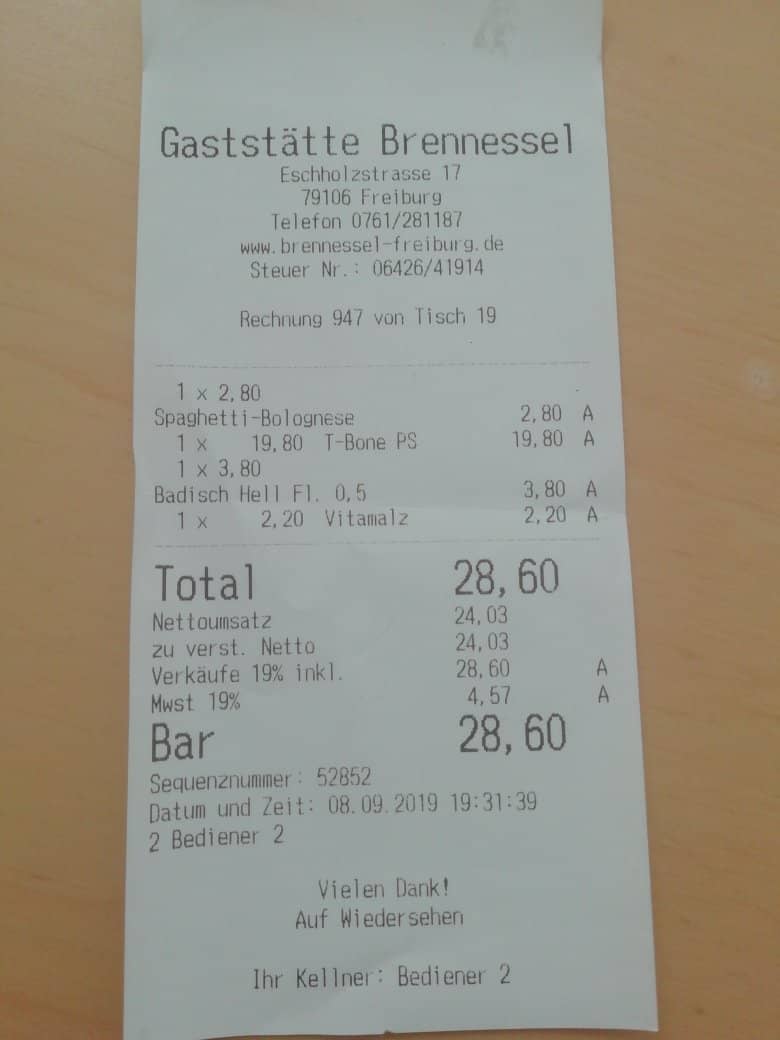 Gaststätte Brennessel
Eschholzstrasse 17
79106 Freiburg
Telefon 0761/281187
www.brennessel-freiburg.de
Steuer Nr.: 06426/41914
Rechnung 947 von Tisch 19
1 x 2,80
Spaghetti-Bolognese 2,80 A
1 x 19,80 T-Bone PS 19,80 A
1 x 3,80
Badisch Hell Fl. 0,5 3,80 A
1 x 2,20 Vitamalz 2,20 A
Total 28,60
Nettoumsatz 24,03
zu verst. Netto 24,03
Verkäufe 19% inkl. 28,60 A
Mwst 19% 4,57 A
Bar 28,60
Sequenznummer: 52852
Datum und Zeit: 08.09.2019 19:31:39
2 Bediener 2
Vielen Dank!
Auf Wiedersehen
Ihr Kellner: Bediener 2